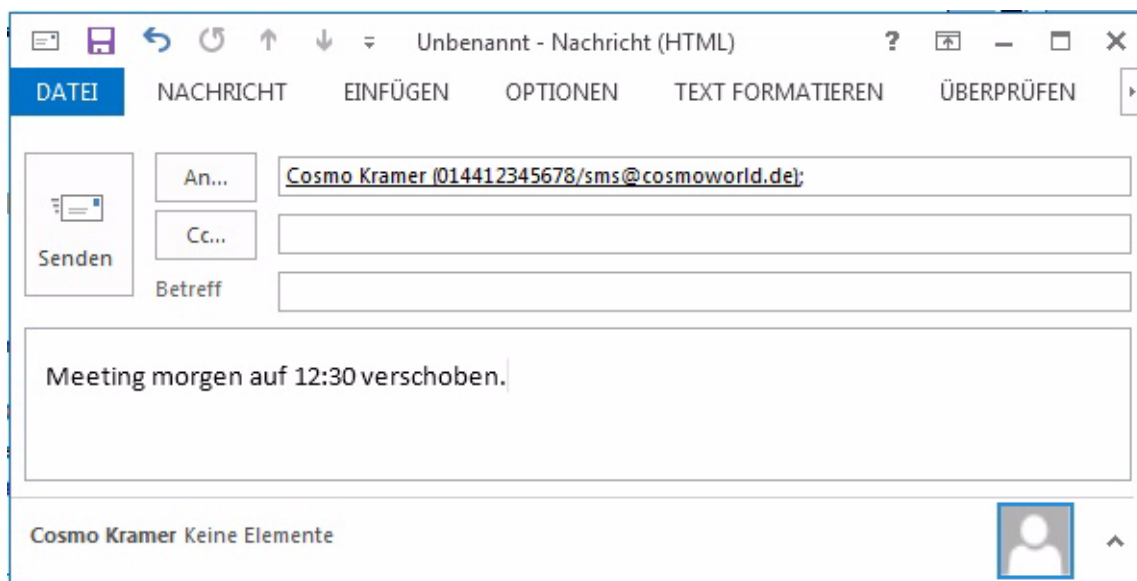 Unbenannt - Nachricht (HTML)
DATEI NACHRICHT EINFÜGEN OPTIONEN TEXT FORMATIEREN ÜBERPRÜFEN
An... Cosmo Kramer (014412345678/sms@cosmoworld.de);
Cc...
Senden
Betreff
Meeting morgen auf 12:30 verschoben.
Cosmo Kramer Keine Elemente